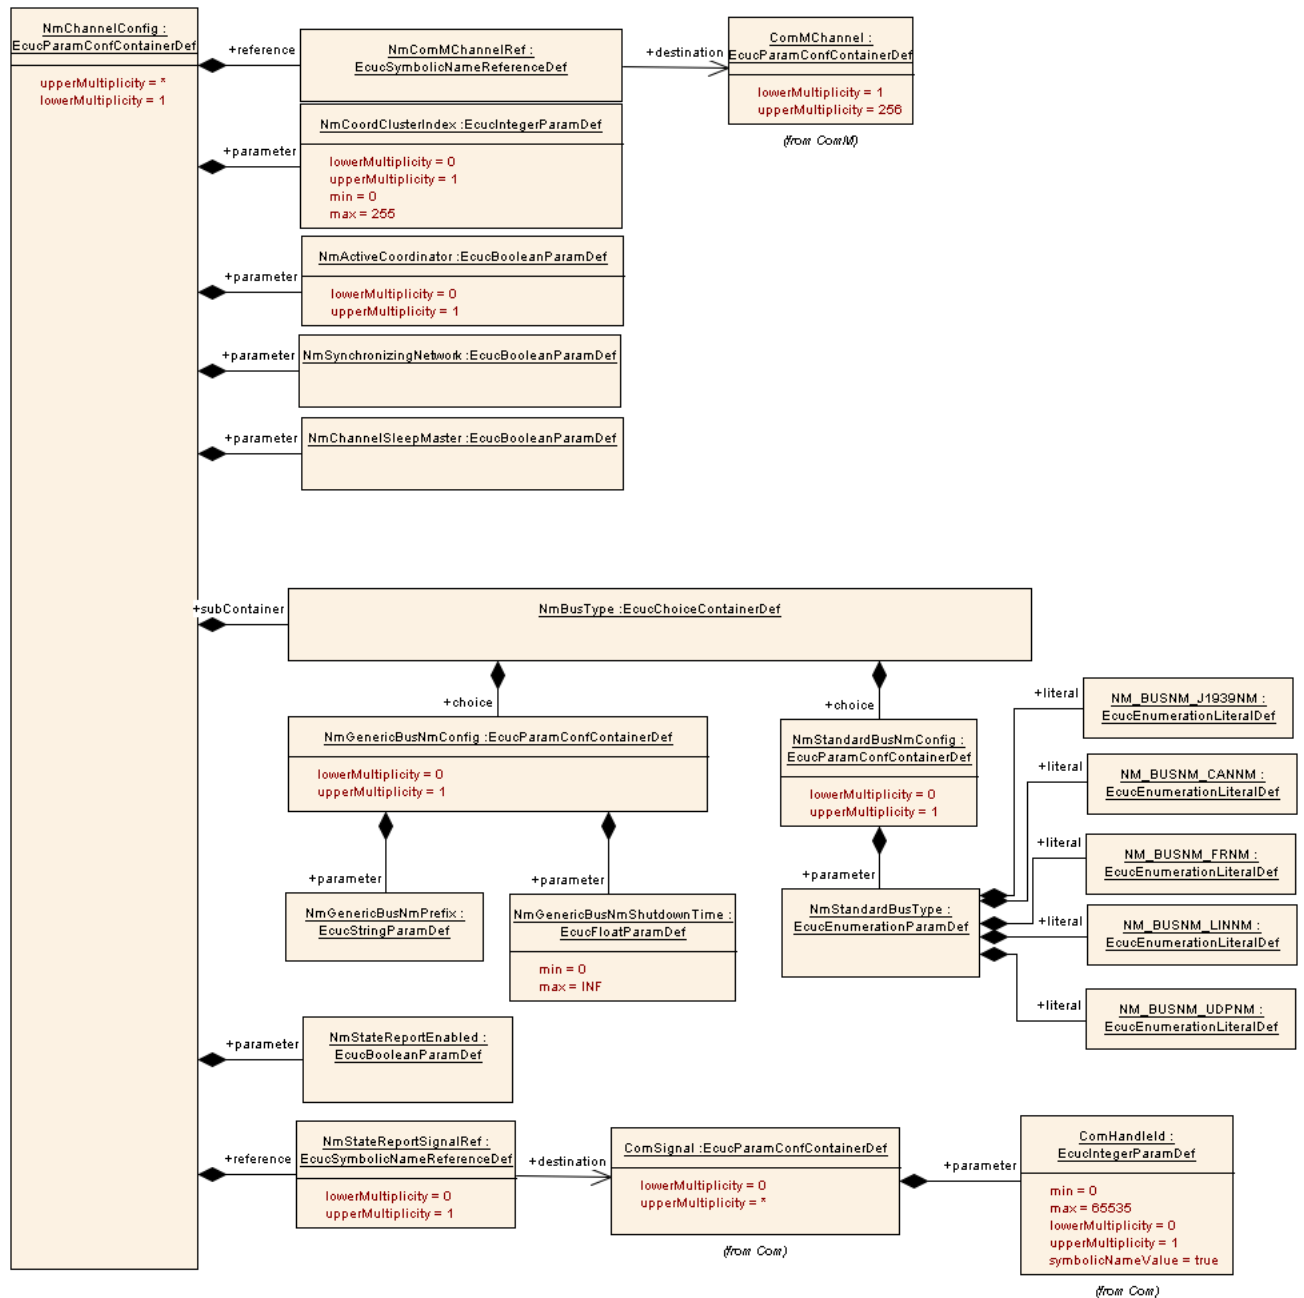 NmChannelConfig :
EcucParamConfContainerDef
upperMultiplicity = *
lowerMultiplicity = 1
+reference
NmComMChannelRef :
EcucSymbolicNameReferenceDef
+destination
ComMChannel :
EcucParamConfContainerDef
lowerMultiplicity = 1
upperMultiplicity = 256
(from ComM)
+parameter
NmCoordClusterIndex :EcucIntegerParamDef
lowerMultiplicity = 0
upperMultiplicity = 1
min = 0
max = 255
+parameter
NmActiveCoordinator :EcucBooleanParamDef
lowerMultiplicity = 0
upperMultiplicity = 1
+parameter
NmSynchronizingNetwork :EcucBooleanParamDef
+parameter
NmChannelSleepMaster :EcucBooleanParamDef
+subContainer
NmBusType :EcucChoiceContainerDef
+choice
+choice
NmGenericBusNmConfig :EcucParamConfContainerDef
lowerMultiplicity = 0
upperMultiplicity = 1
NmStandardBusNmConfig :
EcucParamConfContainerDef
lowerMultiplicity = 0
upperMultiplicity = 1
+parameter
NmGenericBusNmPrefix :
EcucStringParamDef
+parameter
NmGenericBusNmShutdownTime :
EcucFloatParamDef
min = 0
max = INF
+parameter
NmStandardBusType :
EcucEnumerationParamDef
+literal
NM_BUSNM_J1939NM :
EcucEnumerationLiteralDef
+literal
NM_BUSNM_CANNM :
EcucEnumerationLiteralDef
+literal
NM_BUSNM_FRNM :
EcucEnumerationLiteralDef
+literal
NM_BUSNM_LINNM :
EcucEnumerationLiteralDef
+literal
NM_BUSNM_UDPNM :
EcucEnumerationLiteralDef
+parameter
NmStateReportEnabled :
EcucBooleanParamDef
+reference
NmStateReportSignalRef :
EcucSymbolicNameReferenceDef
lowerMultiplicity = 0
upperMultiplicity = 1
+destination
ComSignal :EcucParamConfContainerDef
lowerMultiplicity = 0
upperMultiplicity = *
(from Com)
+parameter
ComHandleId :
EcucIntegerParamDef
min = 0
max = 65535
lowerMultiplicity = 0
upperMultiplicity = 1
symbolicNameValue = true
(from Com)